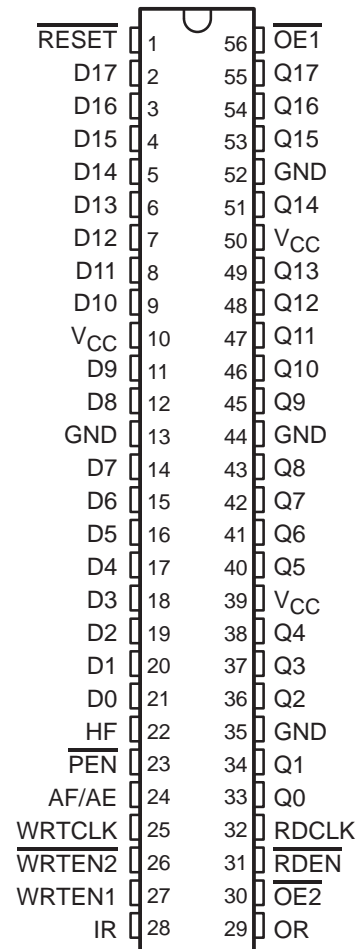 RESET 1 56 OE1
D17 2 55 Q17
D16 3 54 Q16
D15 4 53 Q15
D14 5 52 GND
D13 6 51 Q14
D12 7 50 VCC
D11 8 49 Q13
D10 9 48 Q12
VCC 10 47 Q11
D9 11 46 Q10
D8 12 45 Q9
GND 13 44 GND
D7 14 43 Q8
D6 15 42 Q7
D5 16 41 Q6
D4 17 40 Q5
D3 18 39 VCC
D2 19 38 Q4
D1 20 37 Q3
D0 21 36 Q2
HF 22 35 GND
PEN 23 34 Q1
AF/AE 24 33 Q0
WRTCLK 25 32 RDCLK
WRTEN2 26 31 RDEN
WRTEN1 27 30 OE2
IR 28 29 OR